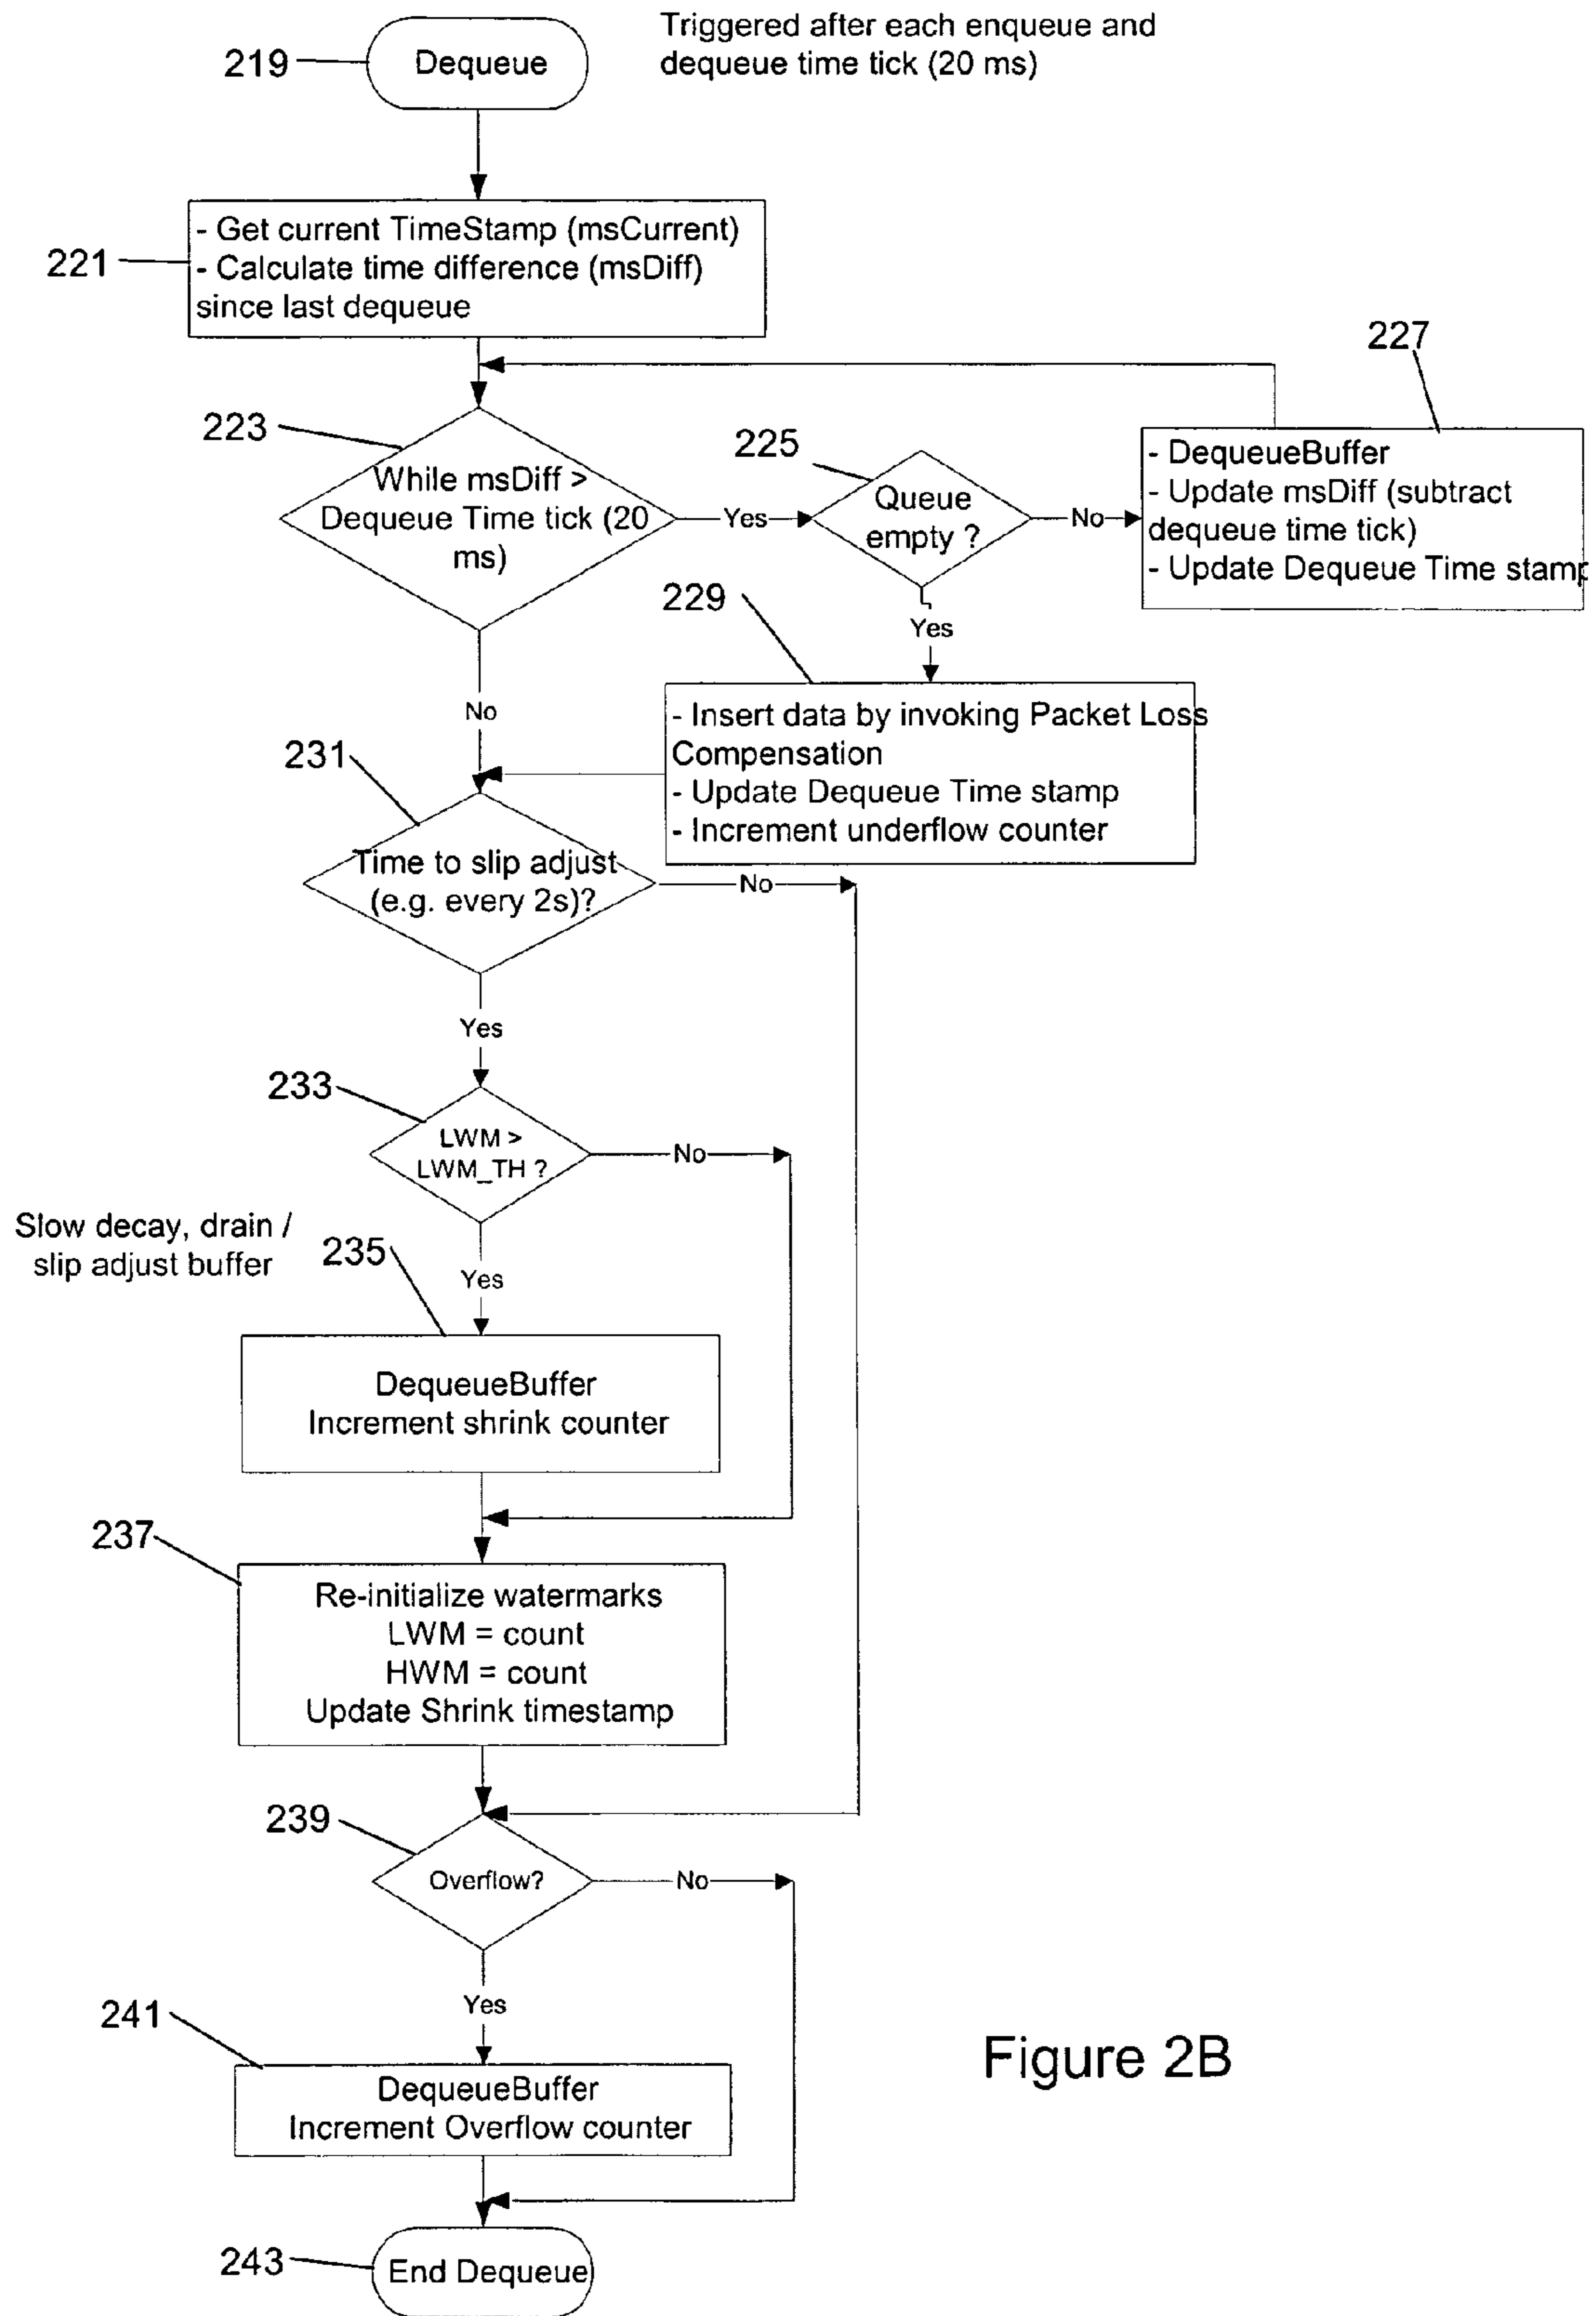 Triggered after each enqueue and
dequeue time tick (20 ms)
219
Dequeue
221
- Get current TimeStamp (msCurrent)
- Calculate time difference (msDiff)
since last dequeue
227
223
While msDiff >
Dequeue Time tick (20
ms)
Yes
225
Queue
empty ?
No
- DequeueBuffer
- Update msDiff (subtract
dequeue time tick)
- Update Dequeue Time stamp
229
Yes
No
- Insert data by invoking Packet Loss
Compensation
- Update Dequeue Time stamp
- Increment underflow counter
231
Time to slip adjust
(e.g. every 2s)?
No
Yes
233
LWM >
LWM_TH ?
No
Slow decay, drain /
slip adjust buffer
235
Yes
DequeueBuffer
Increment shrink counter
237
Re-initialize watermarks
LWM = count
HWM = count
Update Shrink timestamp
239
Overflow?
No
Yes
241
DequeueBuffer
Increment Overflow counter
Figure 2B
243
End Dequeue